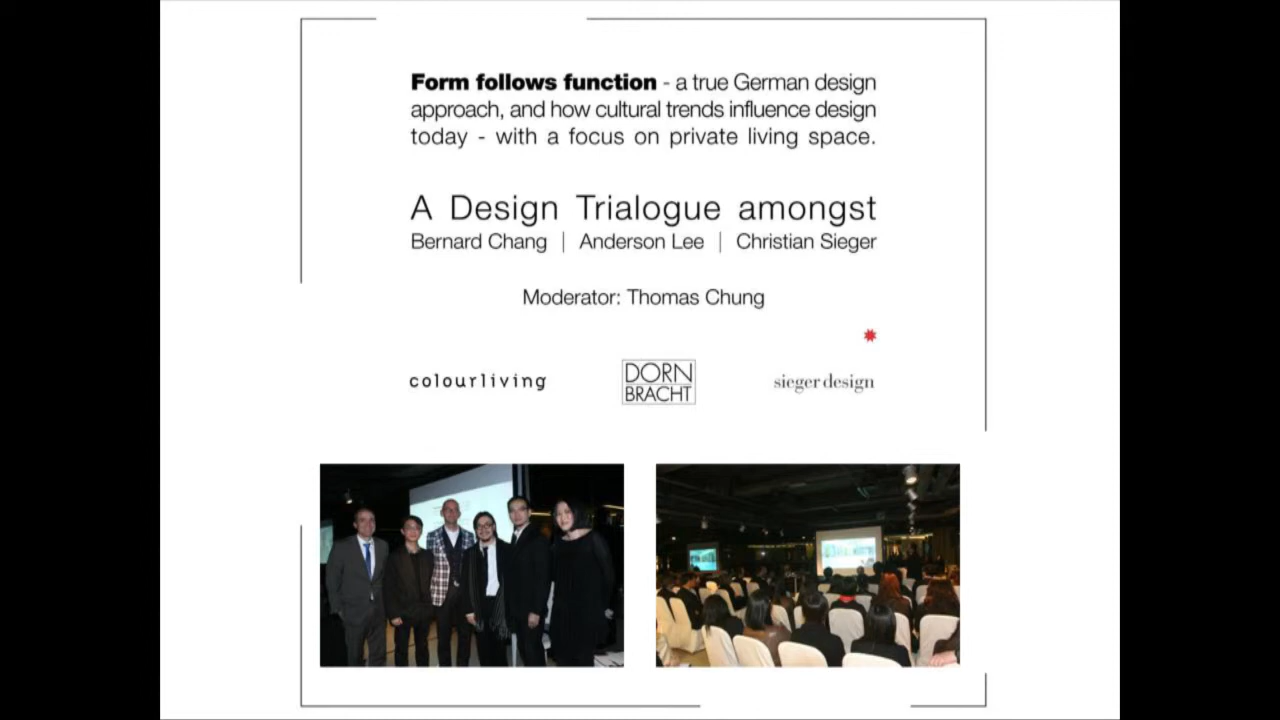 Form follows function - a true German design
approach, and how cultural trends influence design
today - with a focus on private living space.
A Design Trialogue amongst
Bernard Chang | Anderson Lee | Christian Sieger
Moderator: Thomas Chung
colourliving
DORN
BRACHT
sieger design